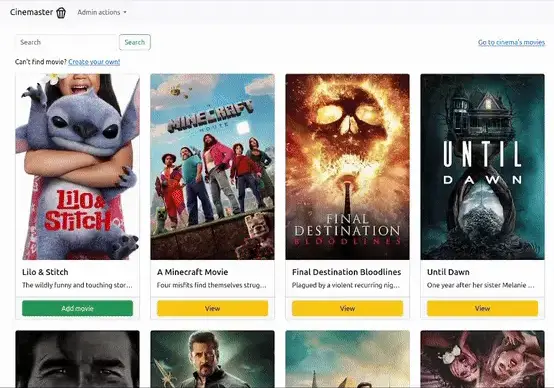 Cinemaster Admin actions
Search Search Go to cinema's movies
Can't find movie? Create your own!
LILO &
STITCH
A
MINECRAFT
MOVIE
FINAL
DESTINATION
BLOODLINES
UNTIL
DAWN
Lilo & Stitch
The wildly funny and touching stor...
Add movie
A Minecraft Movie
Four misfits find themselves strug...
View
Final Destination Bloodlines
Plagued by a violent recurring nig...
View
Until Dawn
One year after her sister Melanie ...
View